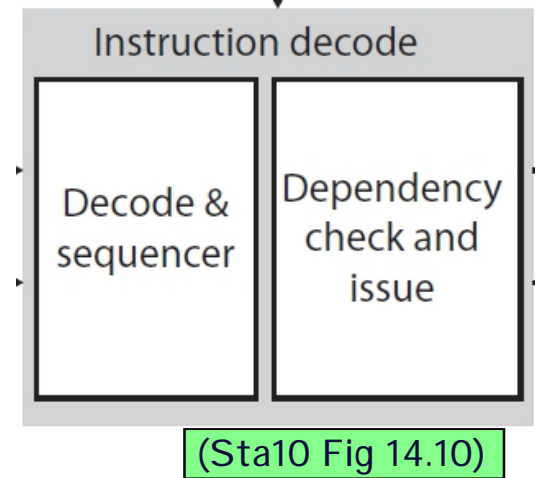 Instruction decode
Decode &
sequencer
Dependency
check and
issue
(Sta10 Fig 14.10)